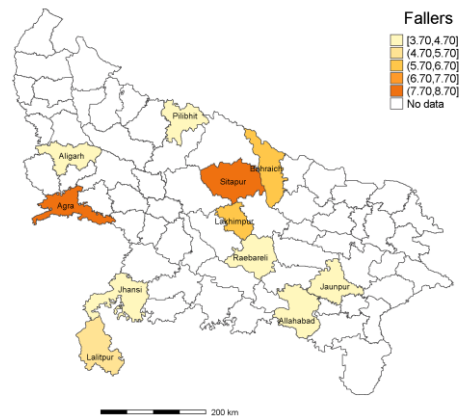 Fallers
[3.70,4.70]
(4.70,5.70]
(5.70,6.70]
(6.70,7.70]
(7.70,8.70]
No data
Pilibhit
Aligarh
Behraich
Sitapur
Agra
Lakhimpur
Raebareli
Jhansi
Jaunpur
Allahabad
Lalitpur
200 km